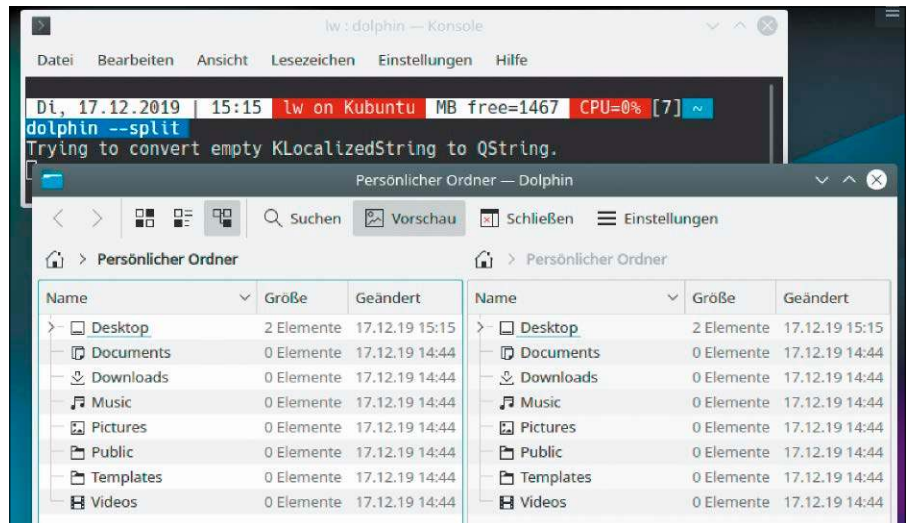 lw : dolphin — Konsole
Datei Bearbeiten Ansicht Lesezeichen Einstellungen Hilfe
Di, 17.12.2019 | 15:15 lw on Kubuntu MB free=1467 CPU=0% [7] ~
dolphin --split
Trying to convert empty KLocalizedString to QString.
Persönlicher Ordner — Dolphin
Suchen Vorschau Schließen Einstellungen
> Persönlicher Ordner > Persönlicher Ordner
Name Größe Geändert Name Größe Geändert
Desktop 2 Elemente 17.12.19 15:15 Desktop 2 Elemente 17.12.19 15:15
Documents 0 Elemente 17.12.19 14:44 Documents 0 Elemente 17.12.19 14:44
Downloads 0 Elemente 17.12.19 14:44 Downloads 0 Elemente 17.12.19 14:44
Music 0 Elemente 17.12.19 14:44 Music 0 Elemente 17.12.19 14:44
Pictures 0 Elemente 17.12.19 14:44 Pictures 0 Elemente 17.12.19 14:44
Public 0 Elemente 17.12.19 14:44 Public 0 Elemente 17.12.19 14:44
Templates 0 Elemente 17.12.19 14:44 Templates 0 Elemente 17.12.19 14:44
Videos 0 Elemente 17.12.19 14:44 Videos 0 Elemente 17.12.19 14:44